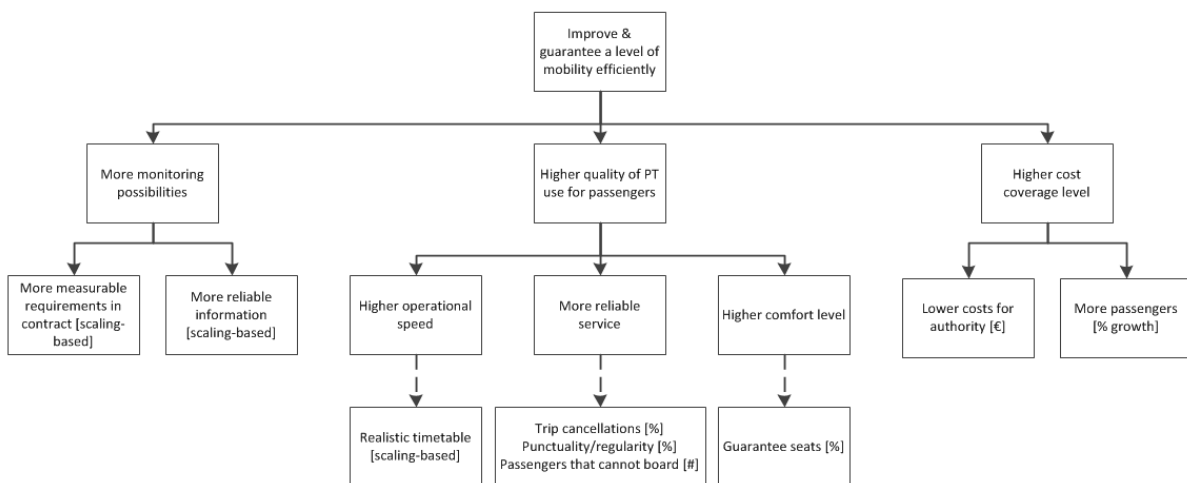 Improve &
guarantee a level of
mobility efficiently
More monitoring
possibilities
Higher quality of PT
use for passengers
Higher cost
coverage level
More measurable
requirements in
contract [scaling-
based]
More reliable
information
[scaling-based]
Higher operational
speed
More reliable
service
Higher comfort level
Lower costs for
authority [€]
More passengers
[% growth]
Realistic timetable
[scaling-based]
Trip cancellations [%]
Punctuality/regularity [%]
Passengers that cannot board [#]
Guarantee seats [%]